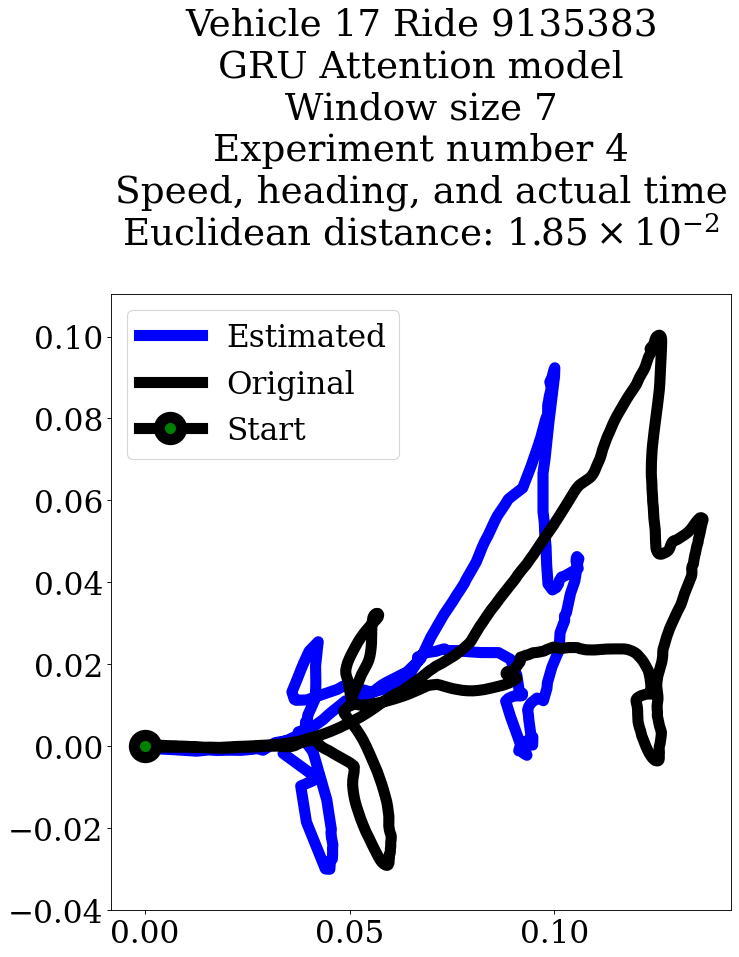 Vehicle 17 Ride 9135383
GRU Attention model
Window size 7
Experiment number 4
Speed, heading, and actual time
Euclidean distance: 1.85 × 10⁻²
Estimated
Original
Start
0.10
0.08
0.06
0.04
0.02
0.00
−0.02
−0.04
0.00 0.05 0.10